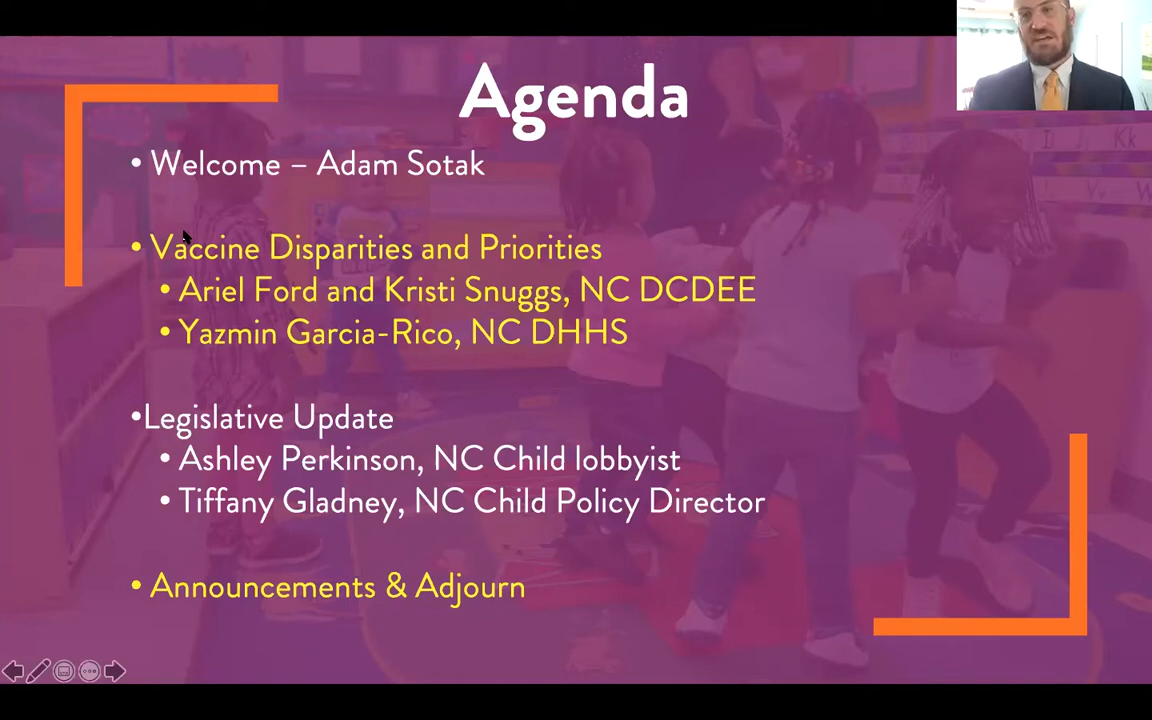 Agenda
• Welcome – Adam Sotak
• Vaccine Disparities and Priorities
• Ariel Ford and Kristi Snuggs, NC DCDEE
• Yazmin Garcia-Rico, NC DHHS
•Legislative Update
• Ashley Perkinson, NC Child lobbyist
• Tiffany Gladney, NC Child Policy Director
• Announcements & Adjourn
Kk